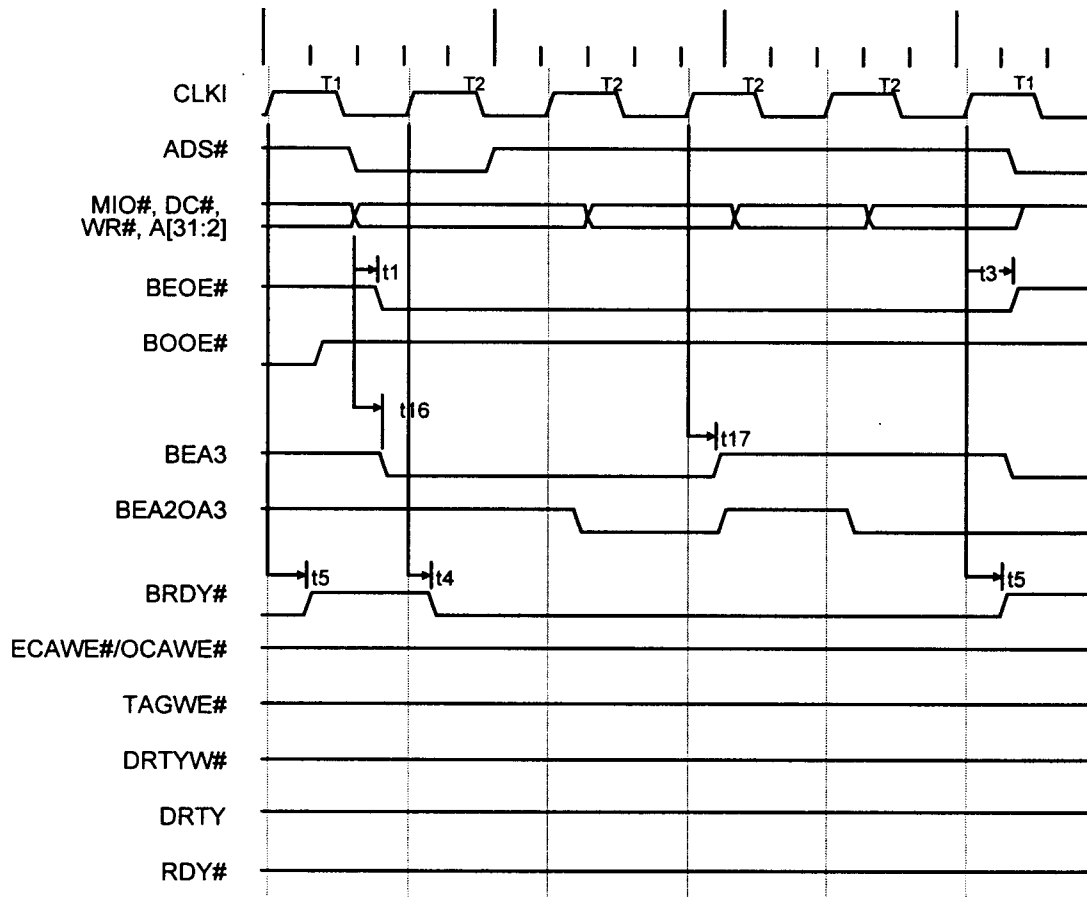 T1 T2 T2 T2 T2 T1
CLKI
ADS#
MIO#, DC#,
WR#, A[31:2]
t1
t3
BEOE#
BOOE#
t16
t17
BEA3
BEA2OA3
t5 t4 t5
BRDY#
ECAWE#/OCAWE#
TAGWE#
DRTYW#
DRTY
RDY#